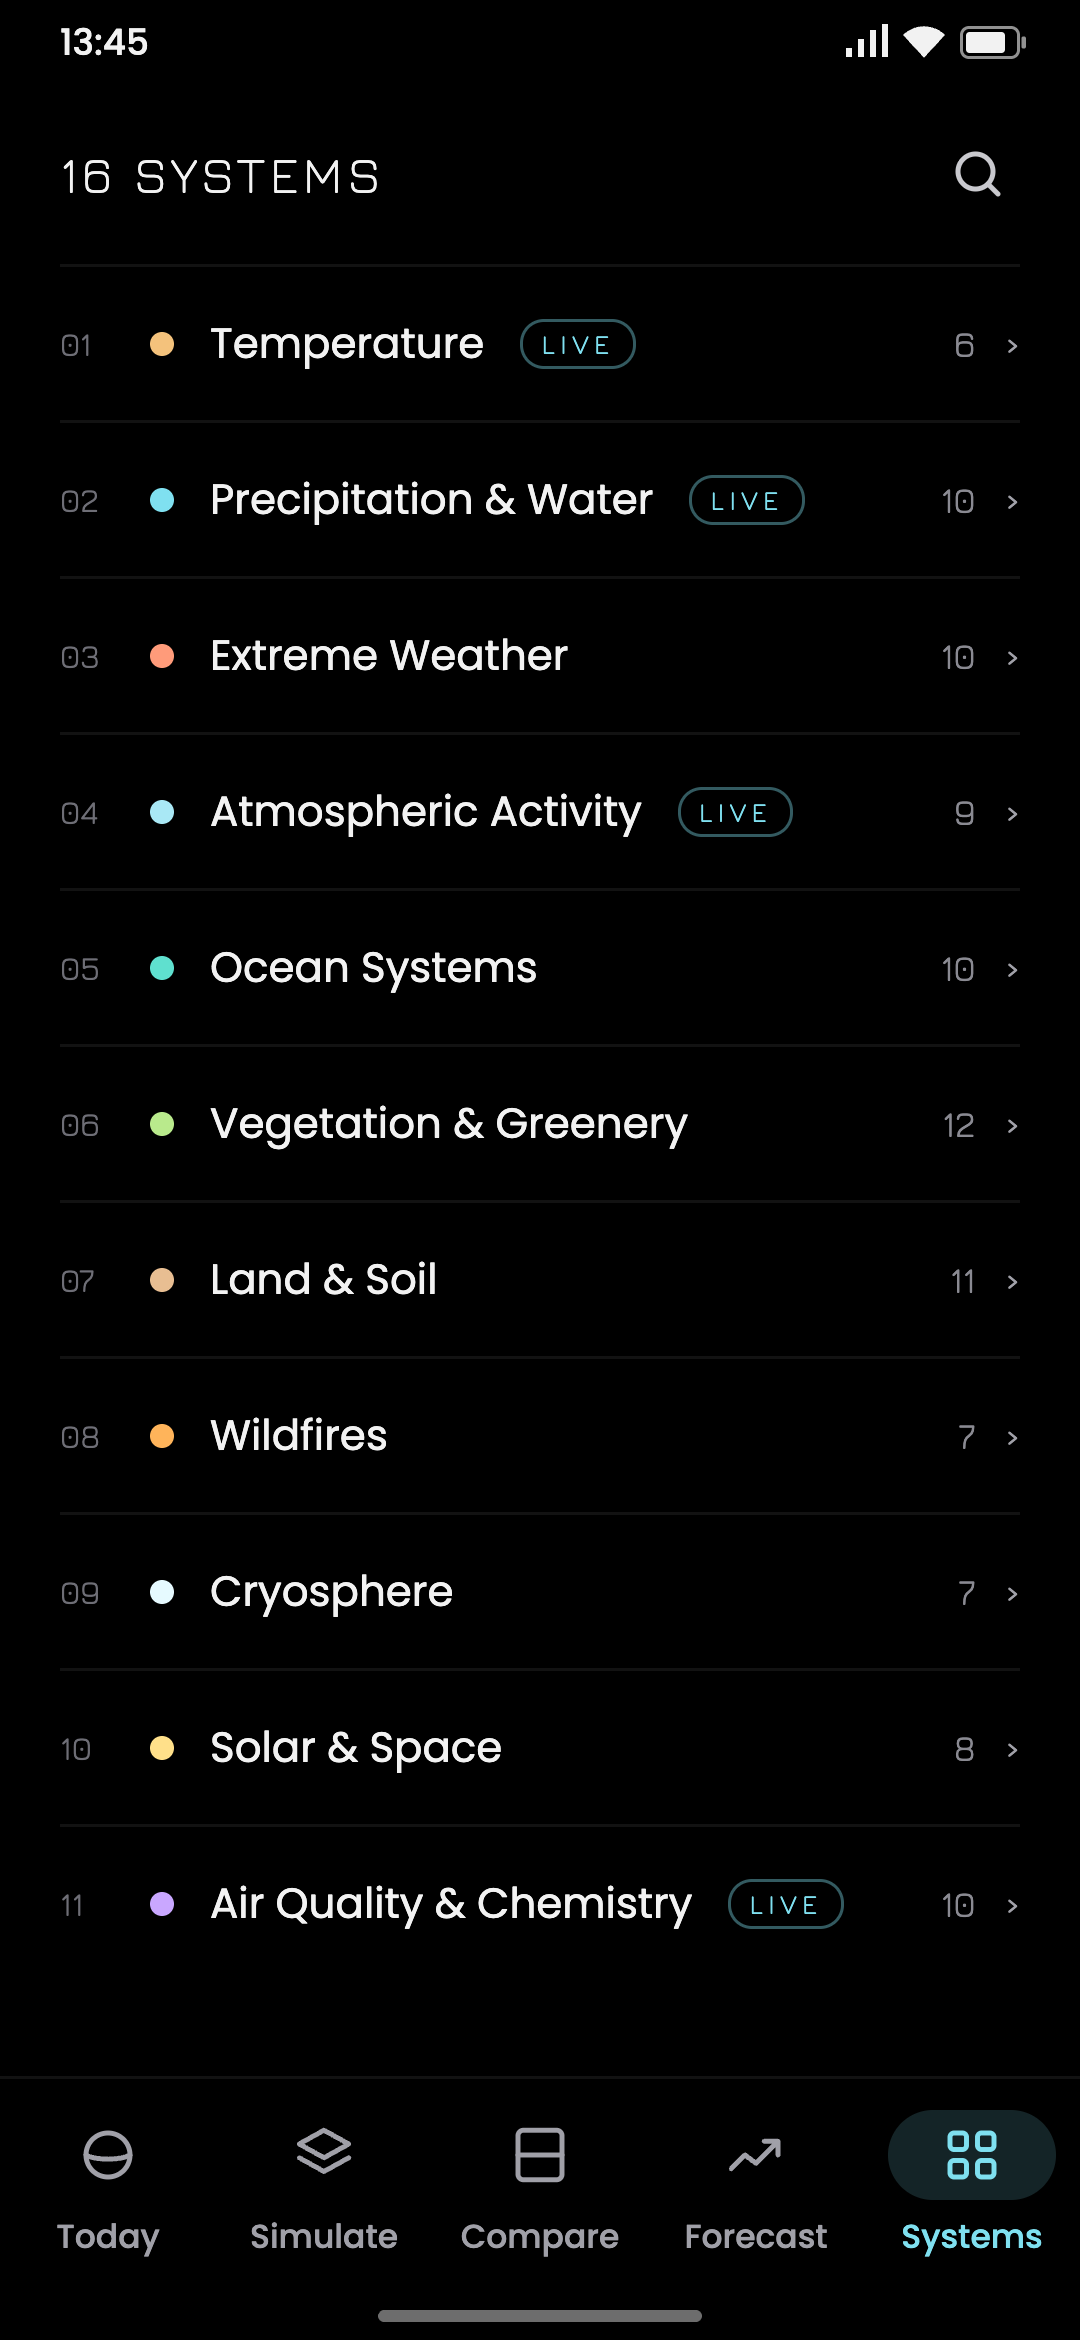 13:45
16 SYSTEMS
01 Temperature LIVE 6
02 Precipitation & Water LIVE 10
03 Extreme Weather 10
04 Atmospheric Activity LIVE 9
05 Ocean Systems 10
06 Vegetation & Greenery 12
07 Land & Soil 11
08 Wildfires 7
09 Cryosphere 7
10 Solar & Space 8
11 Air Quality & Chemistry LIVE 10
Today Simulate Compare Forecast Systems